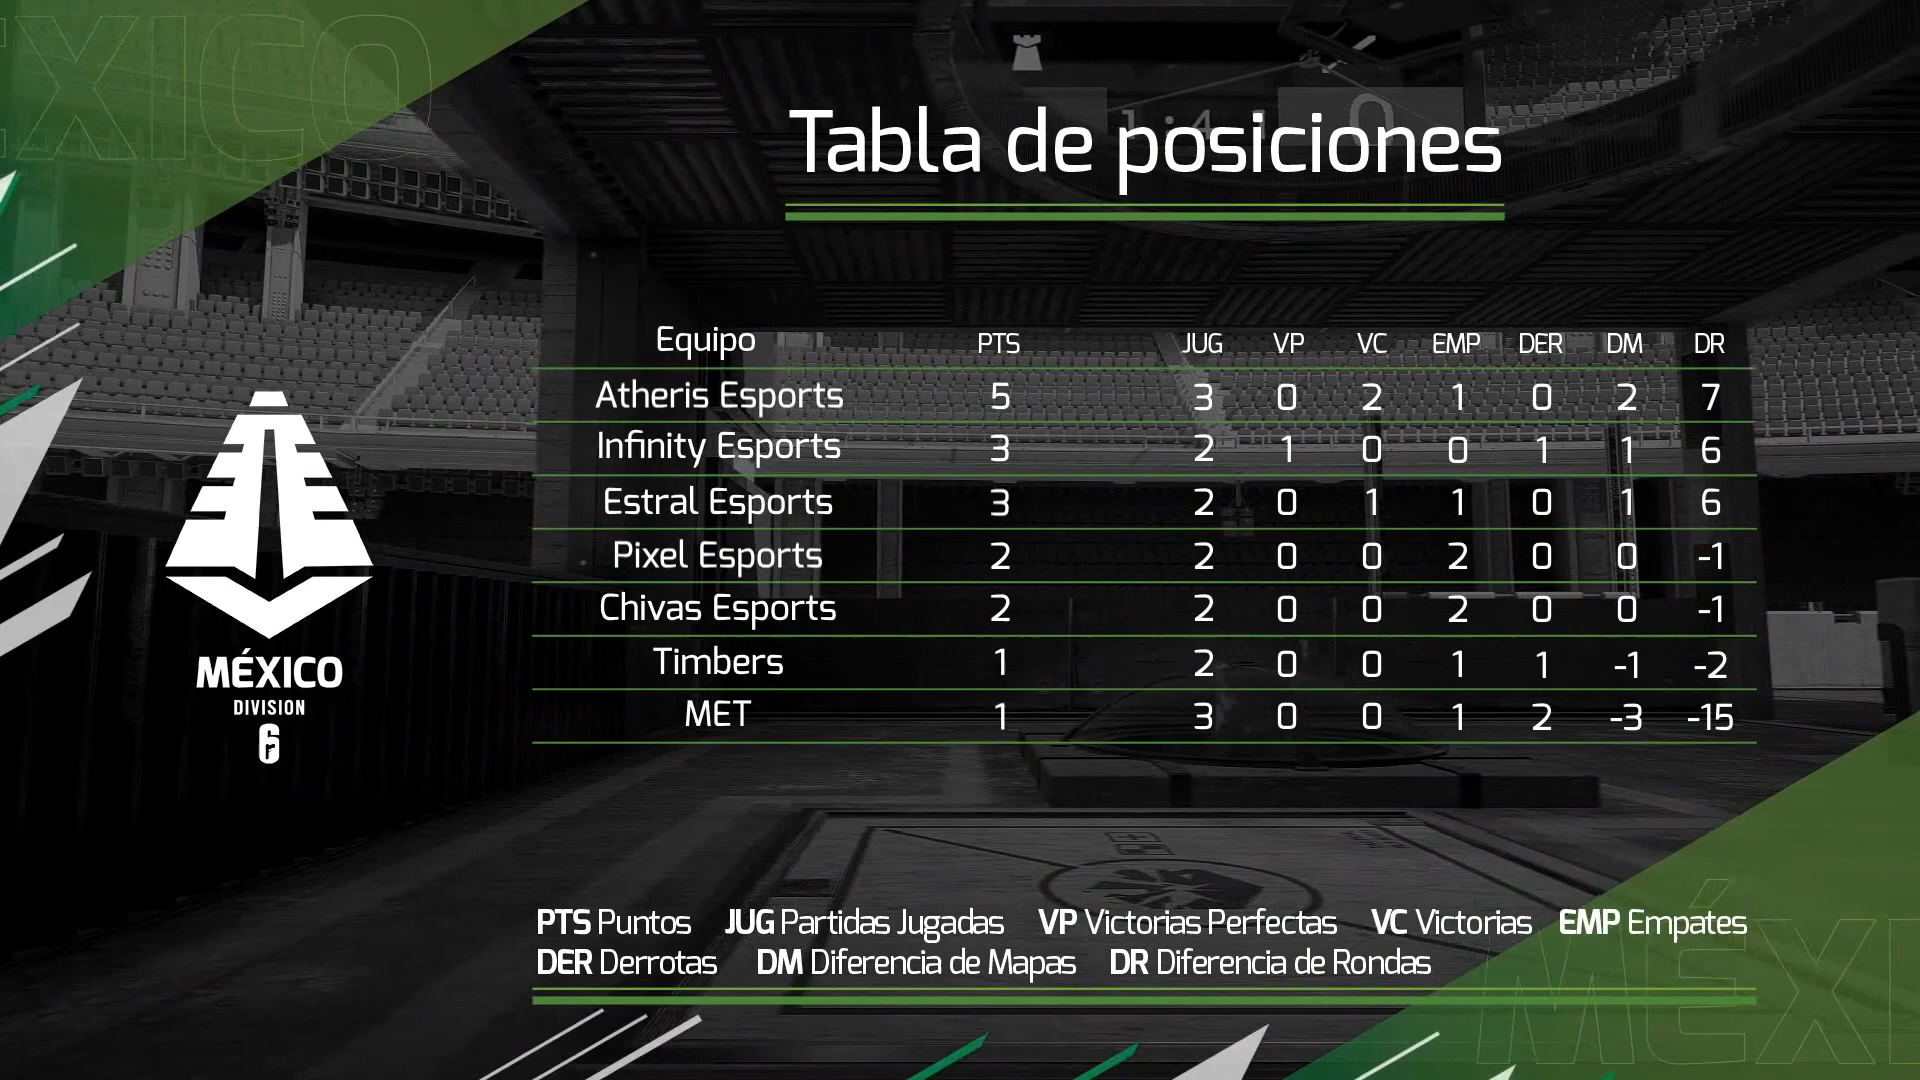 ÉXICO
Tabla de posiciones
Equipo PTS JUG VP VC EMP DER DM DR
Atheris Esports 5 3 0 2 1 0 2 7
Infinity Esports 3 2 1 0 0 1 1 6
Estral Esports 3 2 0 1 1 0 1 6
Pixel Esports 2 2 0 0 2 0 0 -1
Chivas Esports 2 2 0 0 2 0 0 -1
Timbers 1 2 0 0 1 1 -1 -2
MET 1 3 0 0 1 2 -3 -15
MÉXICO
DIVISION
6
PTS Puntos JUG Partidas Jugadas VP Victorias Perfectas VC Victorias EMP Empates
DER Derrotas DM Diferencia de Mapas DR Diferencia de Rondas
MÉXI